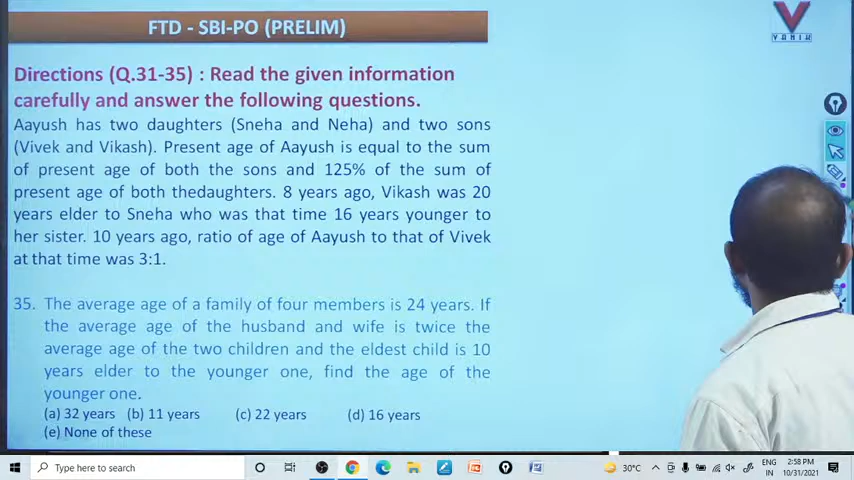 FTD - SBI-PO (PRELIM)
VANIK
Directions (Q.31-35) : Read the given information
carefully and answer the following questions.
Aayush has two daughters (Sneha and Neha) and two sons
(Vivek and Vikash). Present age of Aayush is equal to the sum
of present age of both the sons and 125% of the sum of
present age of both thedaughters. 8 years ago, Vikash was 20
years elder to Sneha who was that time 16 years younger to
her sister. 10 years ago, ratio of age of Aayush to that of Vivek
at that time was 3:1.
35. The average age of a family of four members is 24 years. If
the average age of the husband and wife is twice the
average age of the two children and the eldest child is 10
years elder to the younger one, find the age of the
younger one.
(a) 32 years (b) 11 years (c) 22 years (d) 16 years
(e) None of these
Type here to search
30°C
ENG
IN
2:58 PM
10/31/2021